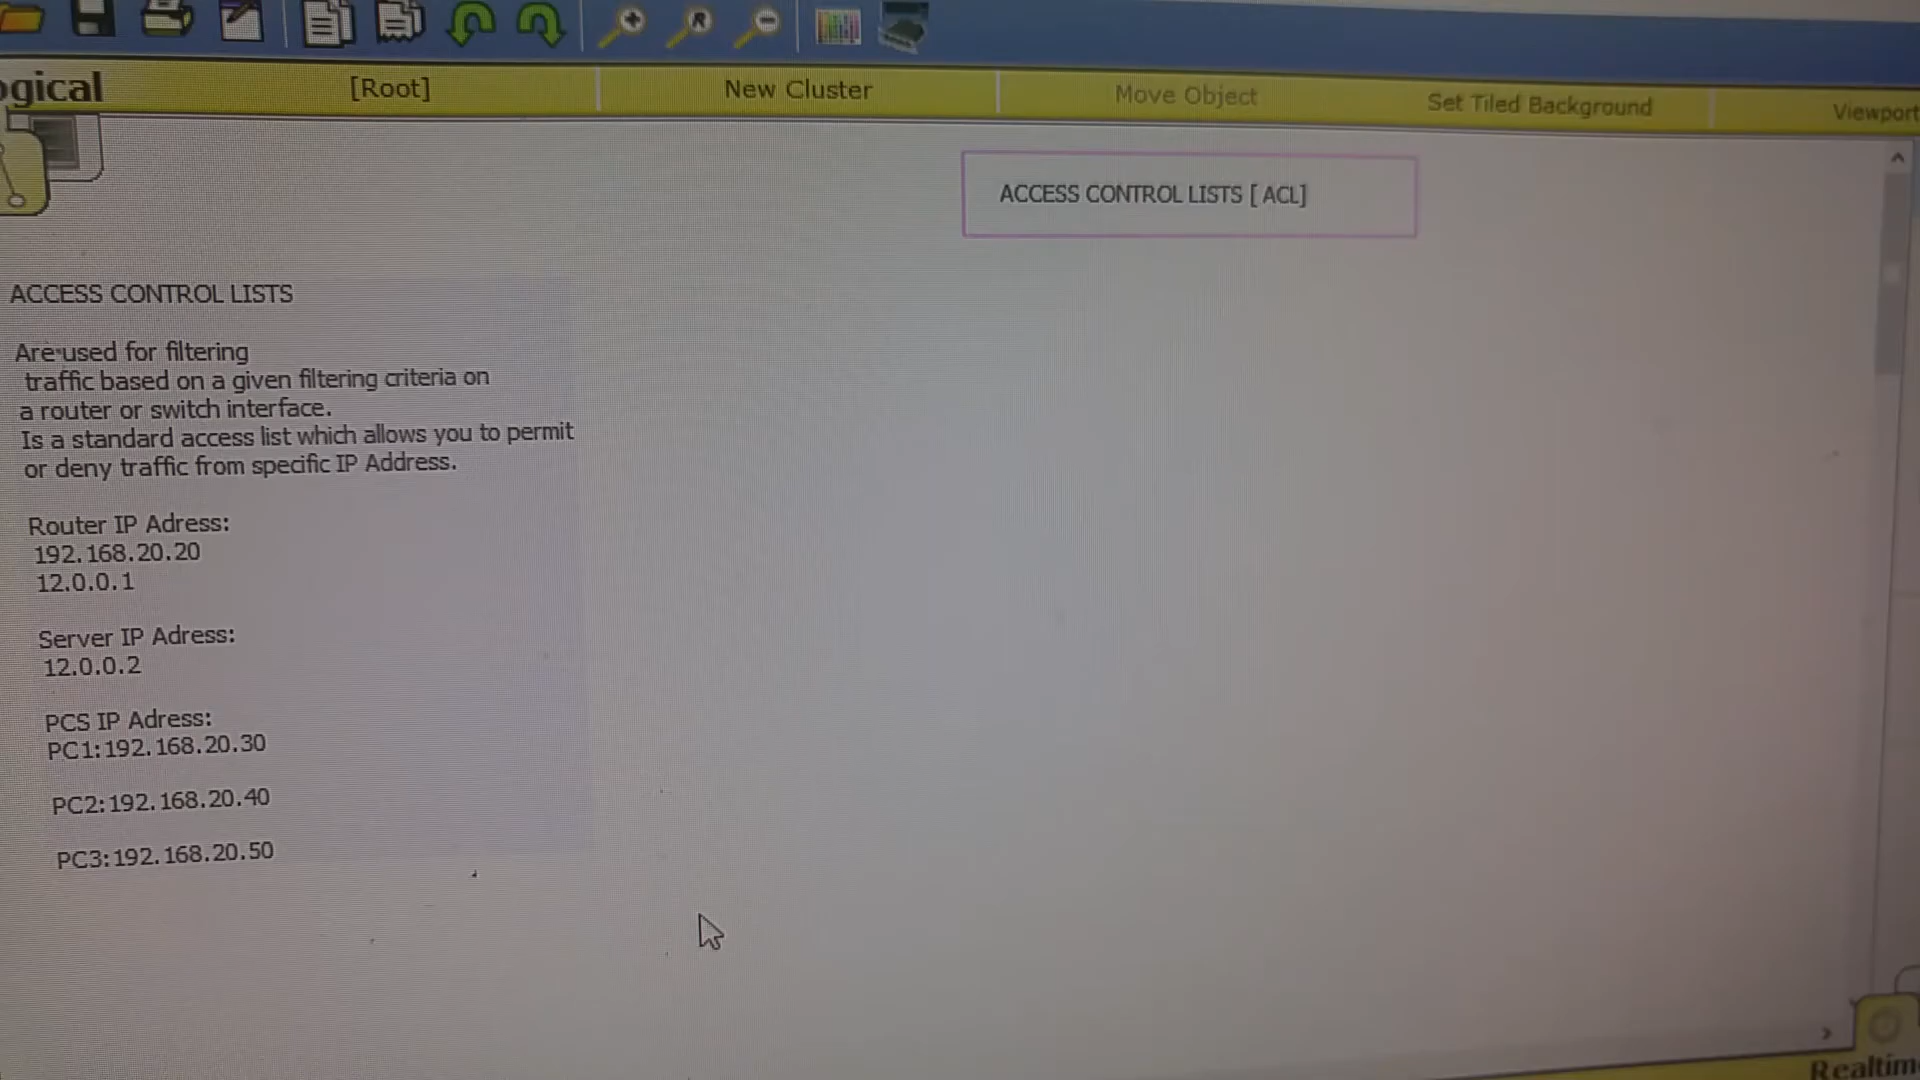 [Root]
New Cluster
Move Object
Set Tiled Background
Viewport
ACCESS CONTROL LISTS [ ACL]
ACCESS CONTROL LISTS
Are used for filtering
traffic based on a given filtering criteria on
a router or switch interface.
Is a standard access list which allows you to permit
or deny traffic from specific IP Address.
Router IP Adress:
192.168.20.20
12.0.0.1
Server IP Adress:
12.0.0.2
PCS IP Adress:
PC1:192.168.20.30
PC2:192.168.20.40
PC3:192.168.20.50